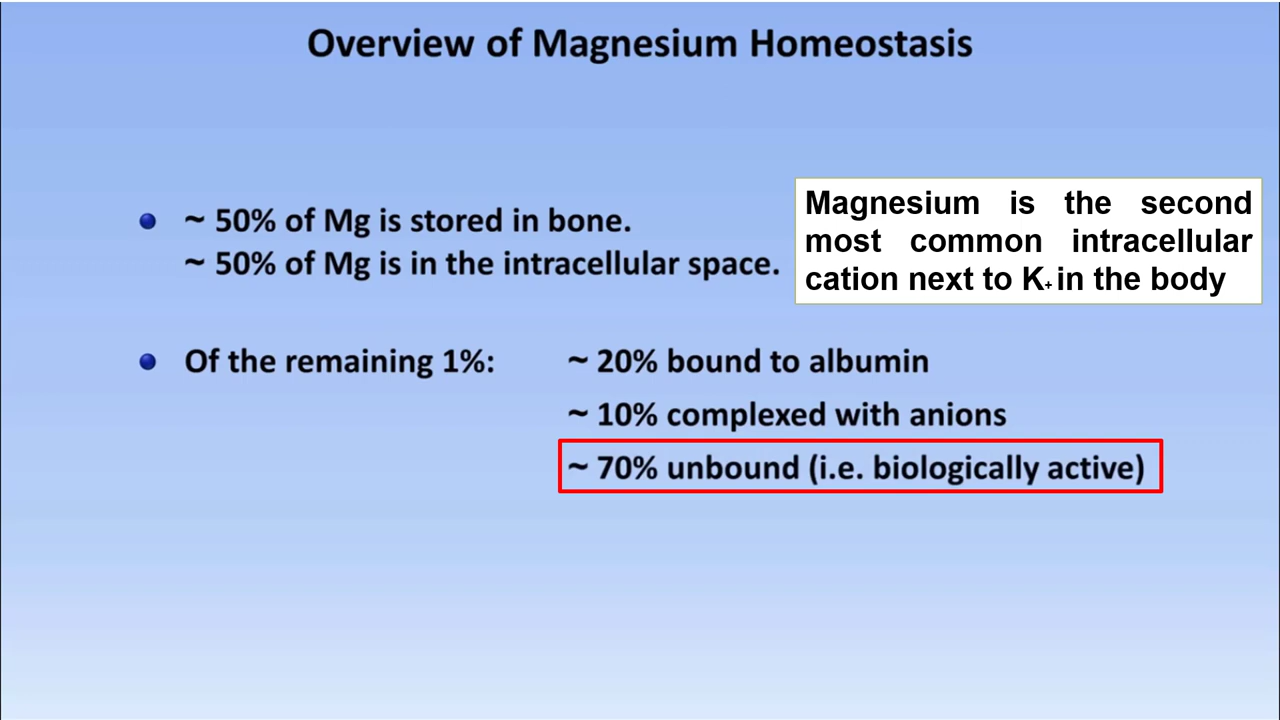 Overview of Magnesium Homeostasis
~ 50% of Mg is stored in bone.
~ 50% of Mg is in the intracellular space.
Magnesium is the second
most common intracellular
cation next to K+ in the body
Of the remaining 1%:
~ 20% bound to albumin
~ 10% complexed with anions
~ 70% unbound (i.e. biologically active)